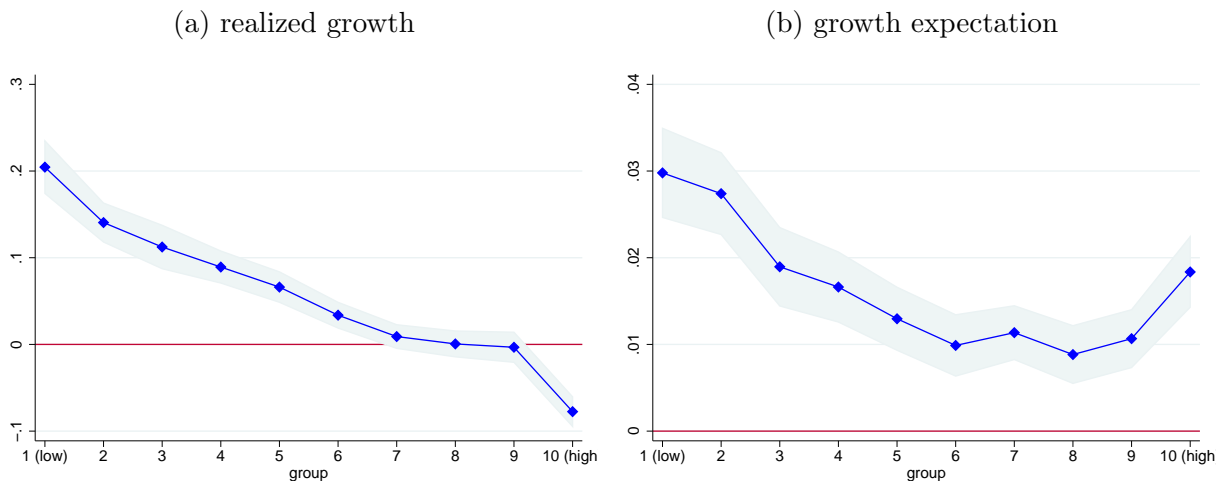 (a) realized growth
.3
.2
.1
0
-.1
1 (low) 2 3 4 5 6 7 8 9 10 (high
group
(b) growth expectation
.04
.03
.02
.01
0
1 (low) 2 3 4 5 6 7 8 9 10 (high
group